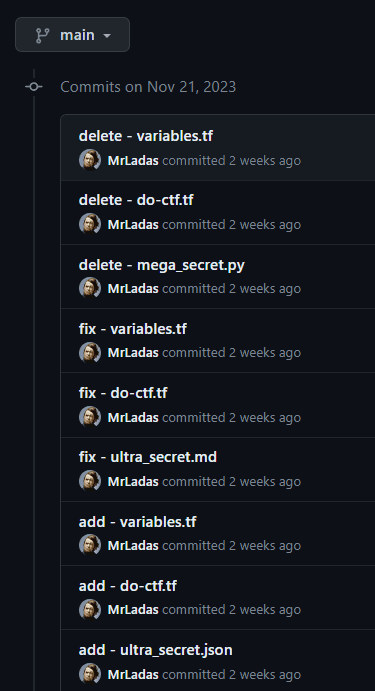 main
Commits on Nov 21, 2023
delete - variables.tf
MrLadas committed 2 weeks ago
delete - do-ctf.tf
MrLadas committed 2 weeks ago
delete - mega_secret.py
MrLadas committed 2 weeks ago
fix - variables.tf
MrLadas committed 2 weeks ago
fix - do-ctf.tf
MrLadas committed 2 weeks ago
fix - ultra_secret.md
MrLadas committed 2 weeks ago
add - variables.tf
MrLadas committed 2 weeks ago
add - do-ctf.tf
MrLadas committed 2 weeks ago
add - ultra_secret.json
MrLadas committed 2 weeks ago